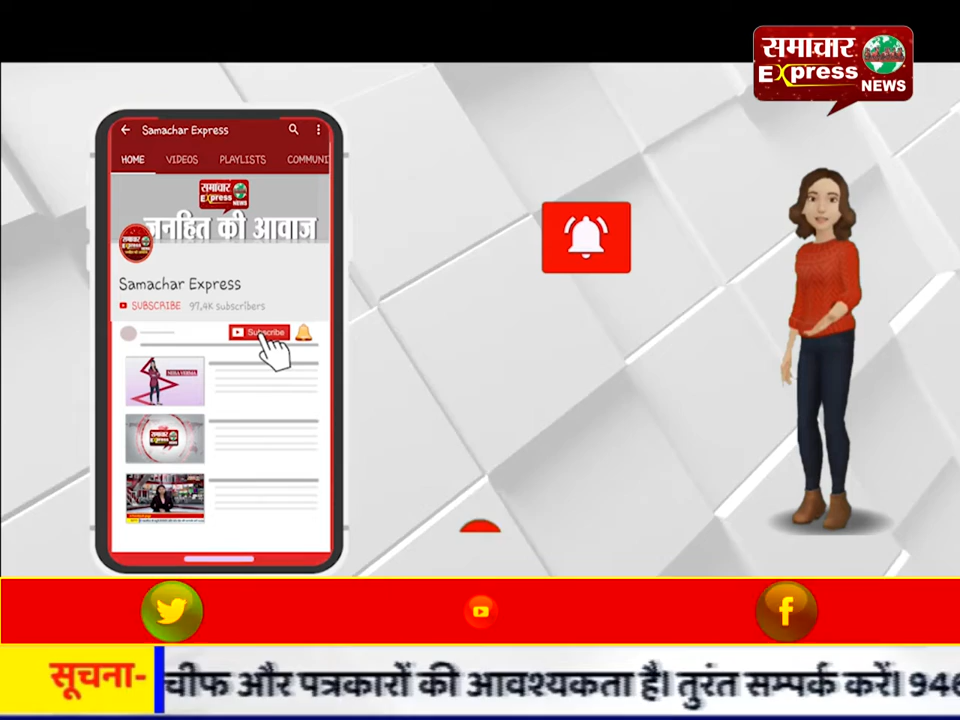 समाचार
Express
NEWS
Samachar Express
HOME VIDEOS PLAYLISTS COMMUNI
समाचार
Express
NEWS
जनहित की आवाज
Samachar Express
SUBSCRIBE 97.4K subscribers
Subscribe
सूचना- चीफ और पत्रकारों की आवश्यकता है। तुरंत सम्पर्क करें। 946